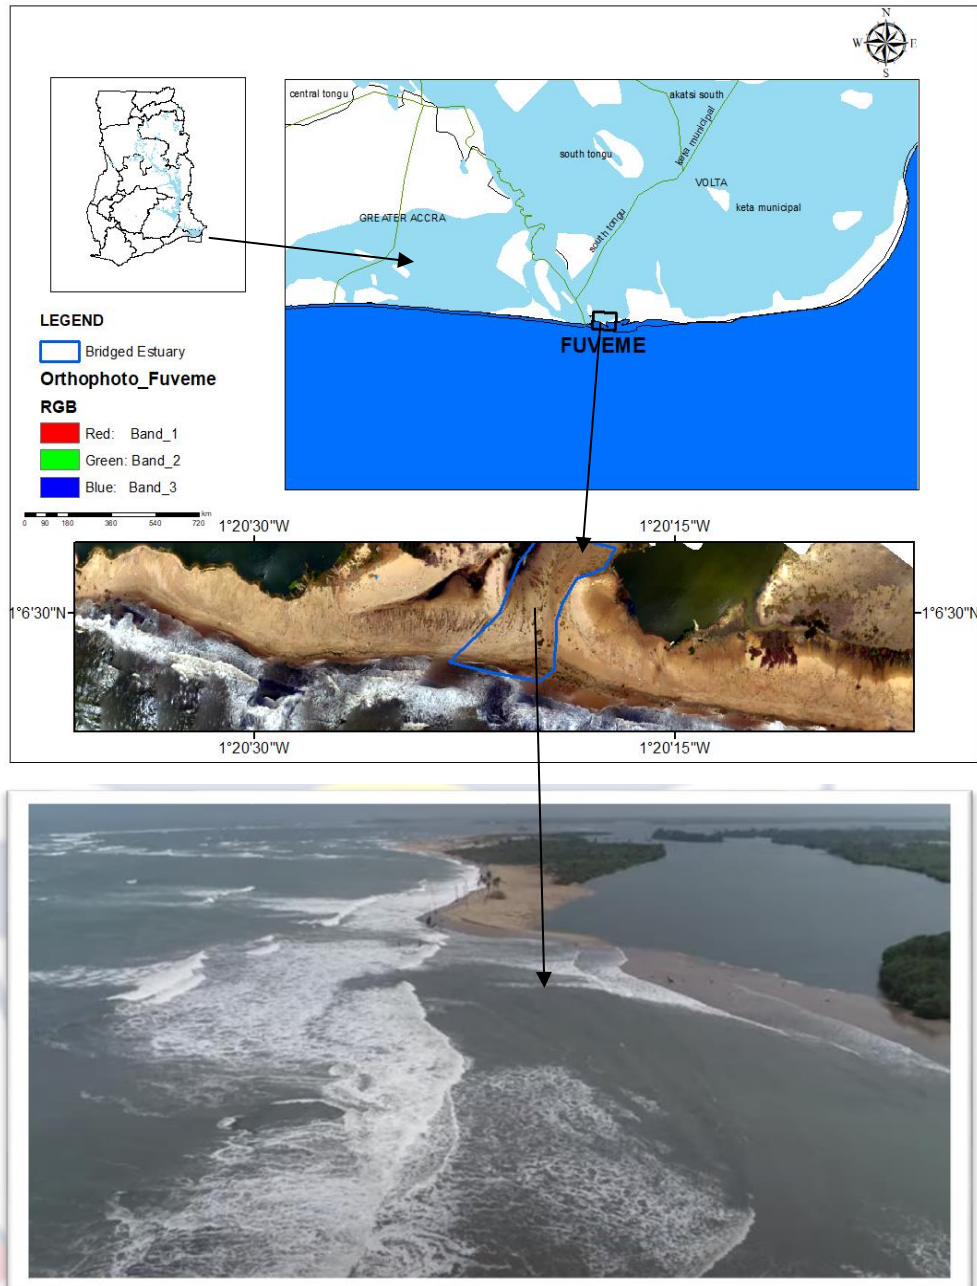 N
W E
S
central tongu
akatsi south
keta municipal
south tongu
VOLTA
keta municipal
GREATER ACCRA
south tongu
FUVEME
LEGEND
Bridged Estuary
Orthophoto_Fuveme
RGB
Red: Band_1
Green: Band_2
Blue: Band_3
km
0 90 180 360 540 720
1°20'30"W 1°20'15"W
1°6'30"N 1°6'30"N
1°20'30"W 1°20'15"W